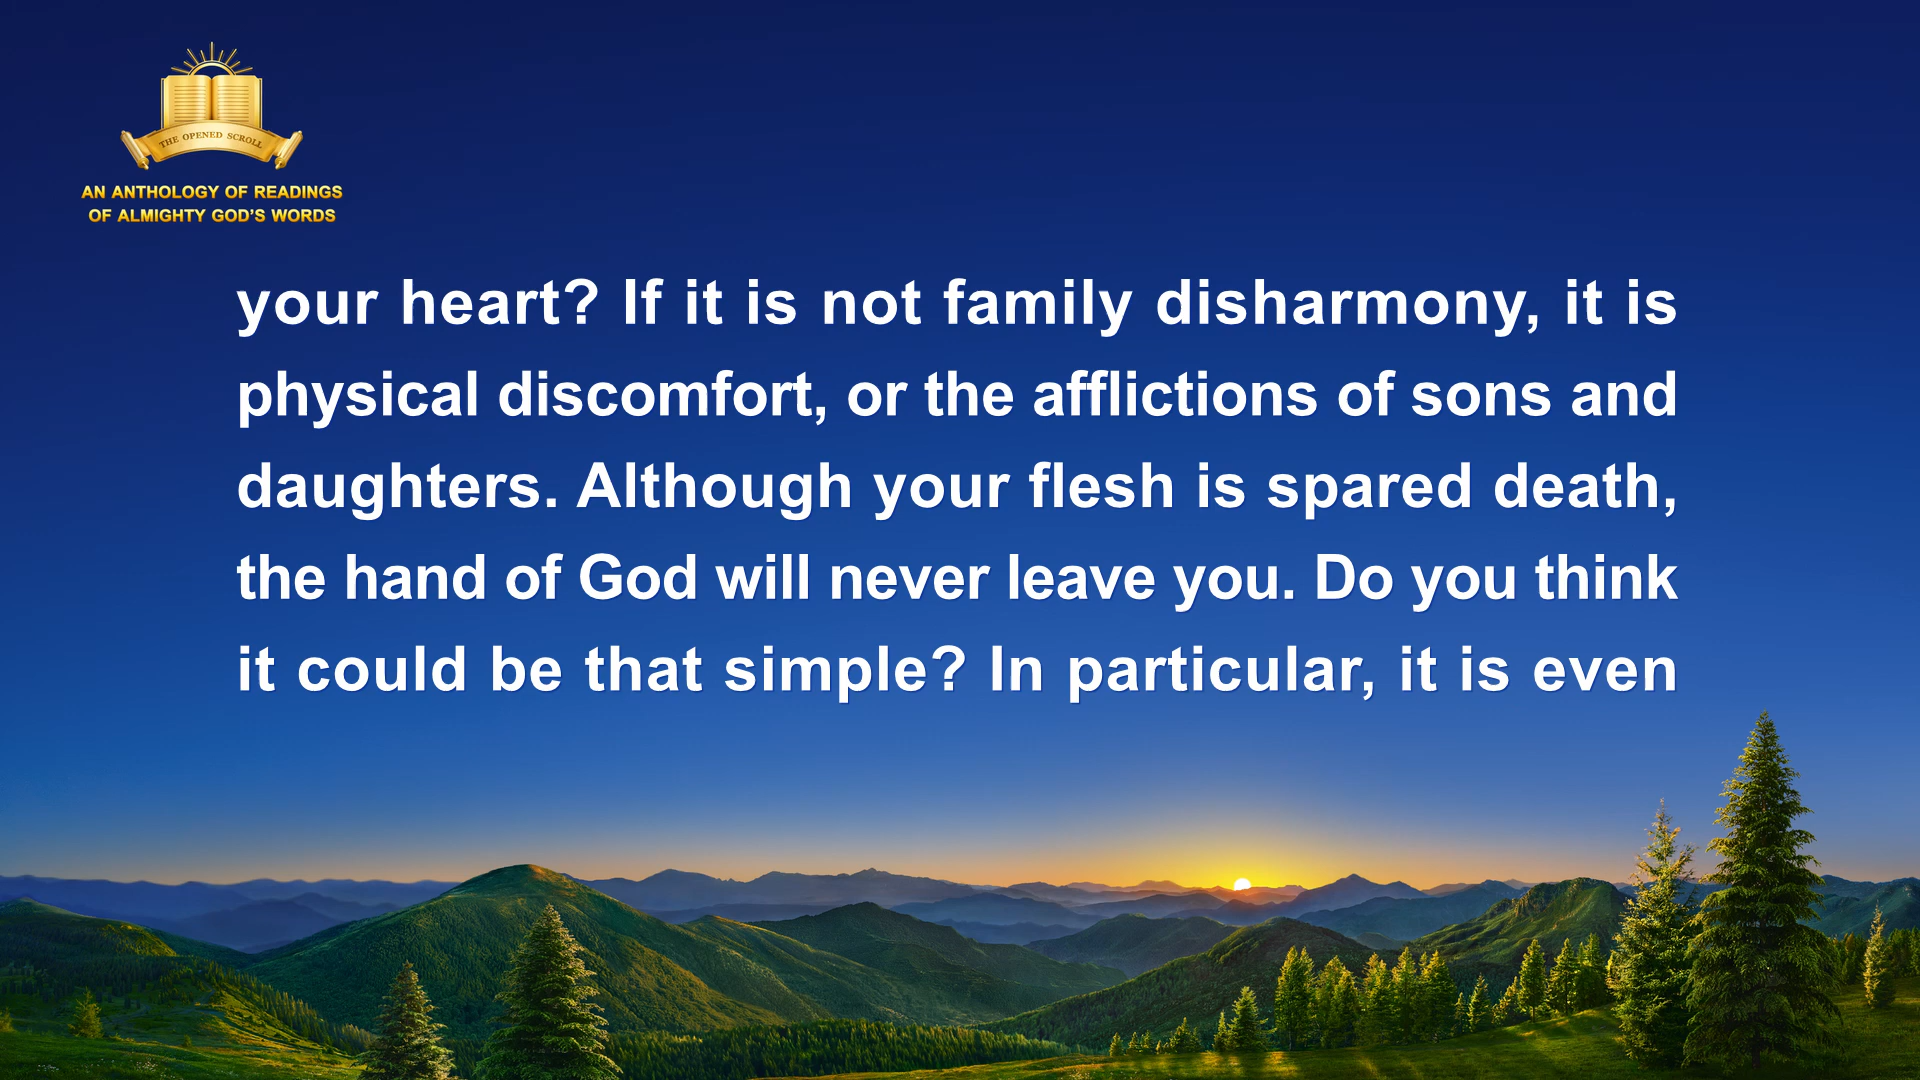 THE OPENED SCROLL
AN ANTHOLOGY OF READINGS
OF ALMIGHTY GOD'S WORDS
your heart? If it is not family disharmony, it is
physical discomfort, or the afflictions of sons and
daughters. Although your flesh is spared death,
the hand of God will never leave you. Do you think
it could be that simple? In particular, it is even